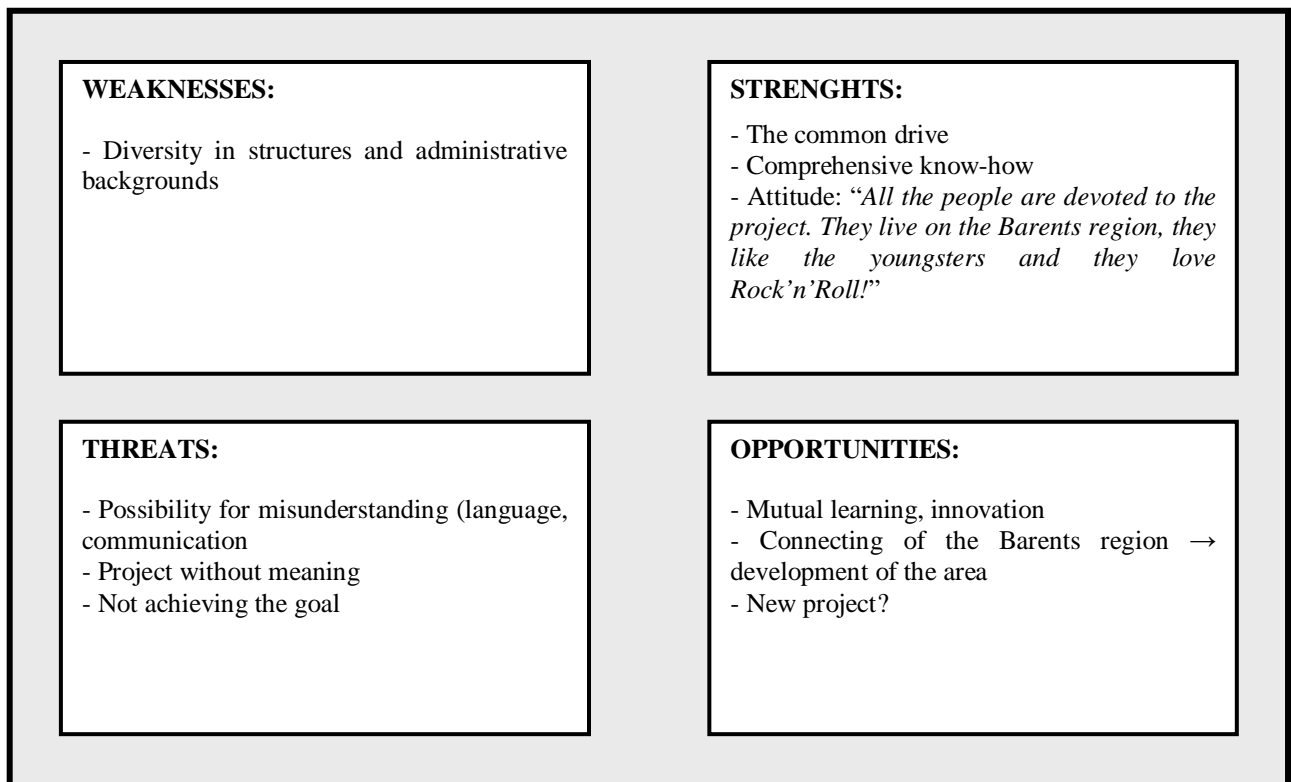 WEAKNESSES:
- Diversity in structures and administrative
backgrounds
STRENGHTS:
- The common drive
- Comprehensive know-how
- Attitude: “All the people are devoted to the
project. They live on the Barents region, they
like the youngsters and they love
Rock’n’Roll!”
THREATS:
- Possibility for misunderstanding (language,
communication
- Project without meaning
- Not achieving the goal
OPPORTUNITIES:
- Mutual learning, innovation
- Connecting of the Barents region →
development of the area
- New project?